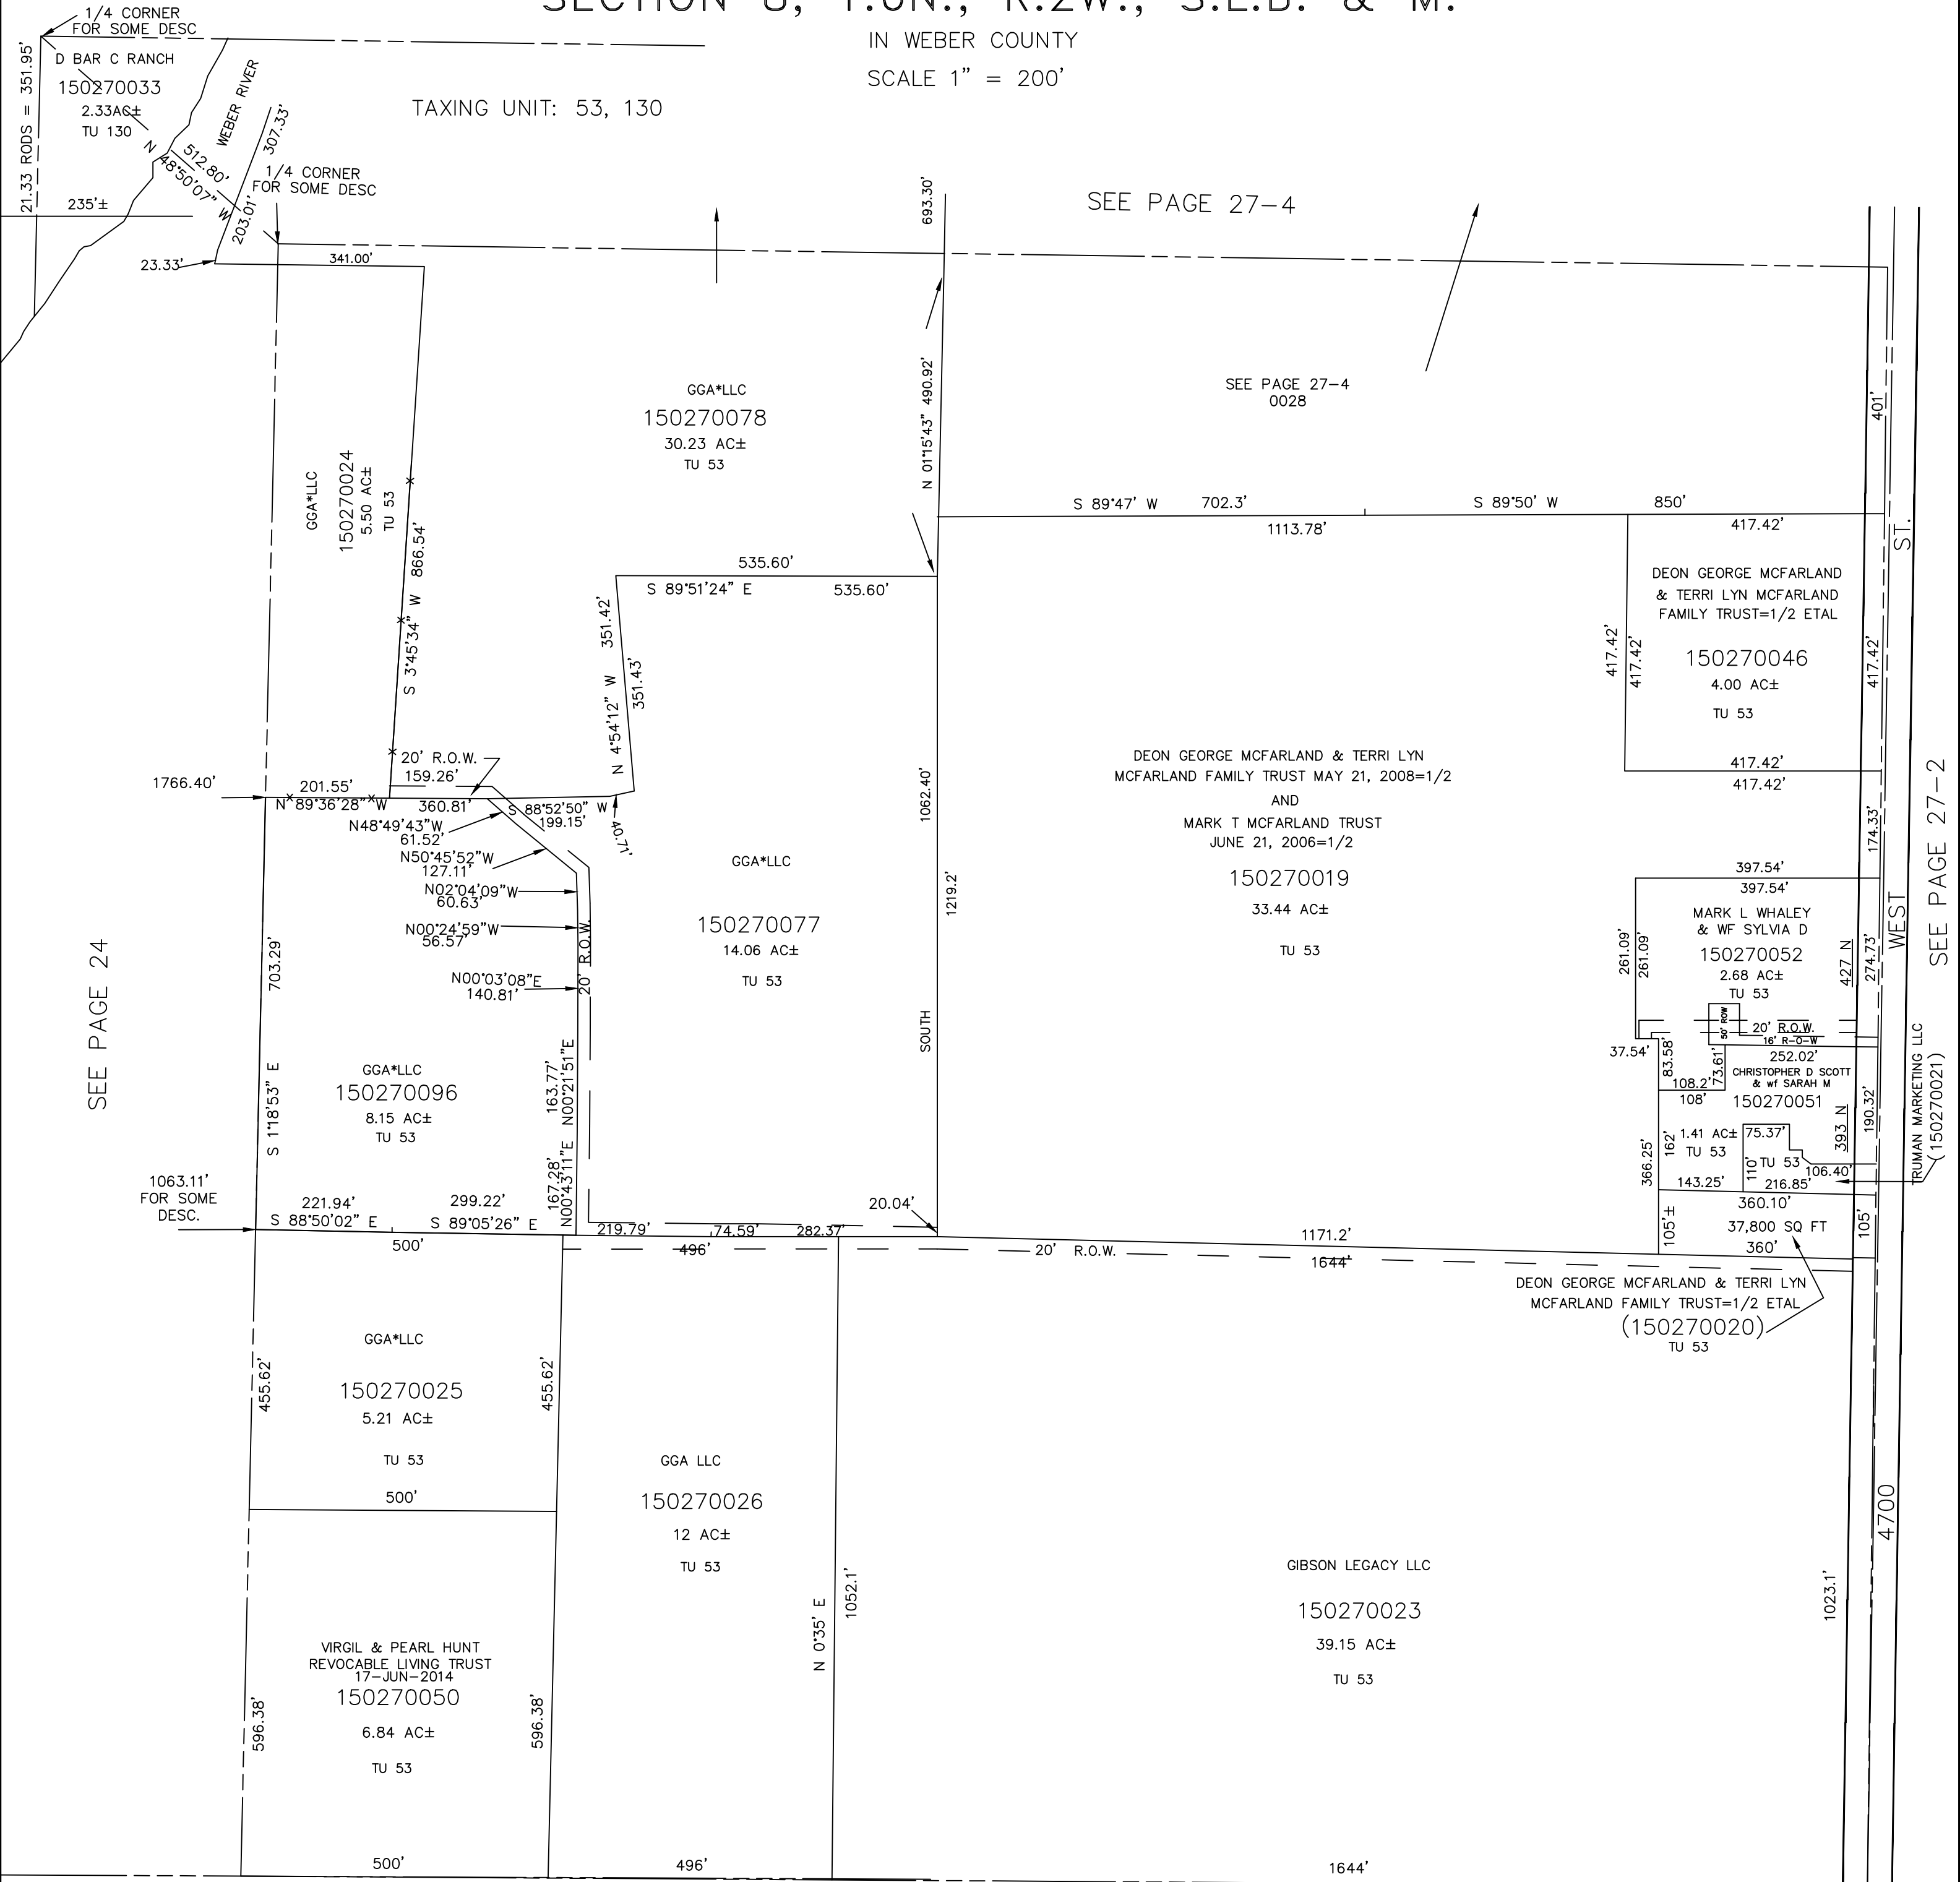 IN WEBER COUNTY
SCALE 1" = 200'
TAXING UNIT: 53, 130
1/4 CORNER
FOR SOME DESC
D BAR C RANCH
150270033
2.33AC±
TU 130
21.33 RODS = 351.95'
235'±
WEBER RIVER
307.33'
512.80'
N 48°50'07" W
203.01'
1/4 CORNER
FOR SOME DESC
23.33'
341.00'
693.30'
SEE PAGE 27-4
GGA*LLC
150270024
5.50 AC±
TU 53
S 3°45'34" W 866.54'
GGA*LLC
150270078
30.23 AC±
TU 53
N 01°15'43" 490.92'
SEE PAGE 27-4
0028
401'
S 89°47' W 702.3'
S 89°50' W 850'
1113.78'
417.42'
535.60'
S 89°51'24" E 535.60'
351.42'
351.43'
N 4°54'12" W
DEON GEORGE MCFARLAND
& TERRI LYN MCFARLAND
FAMILY TRUST=1/2 ETAL
150270046
4.00 AC±
TU 53
417.42'
417.42'
417.42'
417.42'
417.42'
174.33'
20' R.O.W.
159.26'
1766.40'
201.55'
N 89°36'28" W
360.81'
S 88°52'50" W
199.15'
40.71'
N48°49'43"W
61.52'
N50°45'52"W
127.11'
N02°04'09"W
60.63'
N00°24'59"W
56.57'
N00°03'08"E
140.81'
20' R.O.W.
GGA*LLC
150270077
14.06 AC±
TU 53
1062.40'
1219.2'
SOUTH
DEON GEORGE MCFARLAND & TERRI LYN
MCFARLAND FAMILY TRUST MAY 21, 2008=1/2
AND
MARK T MCFARLAND TRUST
JUNE 21, 2006=1/2
150270019
33.44 AC±
TU 53
397.54'
397.54'
MARK L WHALEY
& WF SYLVIA D
150270052
2.68 AC±
TU 53
261.09'
261.09'
427 N
274.73'
50' ROW
20' R.O.W.
16' R-O-W
37.54'
83.58'
73.61'
252.02'
108.2'
108'
CHRISTOPHER D SCOTT
& wf SARAH M
150270051
1.41 AC±
TU 53
75.37'
110'
TU 53
106.40'
393 N
190.32'
366.25'
162'
143.25'
216.85'
360.10'
TRUMAN MARKETING LLC
(150270021)
105'±
37,800 SQ FT
360'
105'
SEE PAGE 24
703.29'
S 1°18'53" E
GGA*LLC
150270096
8.15 AC±
TU 53
163.77'
N00°21'51"E
167.28'
N00°43'11"E
1063.11'
FOR SOME
DESC.
221.94'
S 88°50'02" E
299.22'
S 89°05'26" E
500'
219.79'
74.59'
282.37'
20.04'
496'
20' R.O.W.
1171.2'
1644'
DEON GEORGE MCFARLAND & TERRI LYN
MCFARLAND FAMILY TRUST=1/2 ETAL
(150270020)
TU 53
GGA*LLC
150270025
5.21 AC±
TU 53
455.62'
455.62'
500'
GGA LLC
150270026
12 AC±
TU 53
N 0°35' E
1052.1'
VIRGIL & PEARL HUNT
REVOCABLE LIVING TRUST
17-JUN-2014
150270050
6.84 AC±
TU 53
596.38'
596.38'
500'
496'
GIBSON LEGACY LLC
150270023
39.15 AC±
TU 53
1023.1'
1644'
4700 WEST ST.
SEE PAGE 27-2